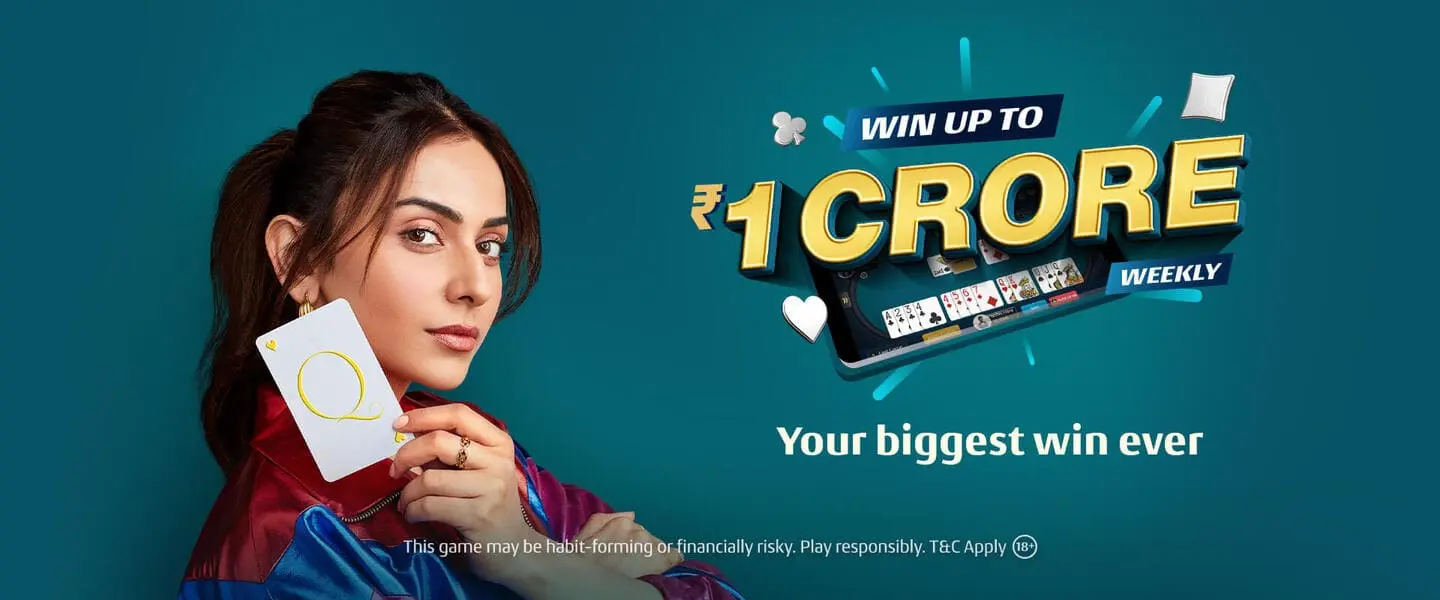 WIN UP TO
₹1 CRORE
WEEKLY
Q
Your biggest win ever
This game may be habit-forming or financially risky. Play responsibly. T&C Apply 18+